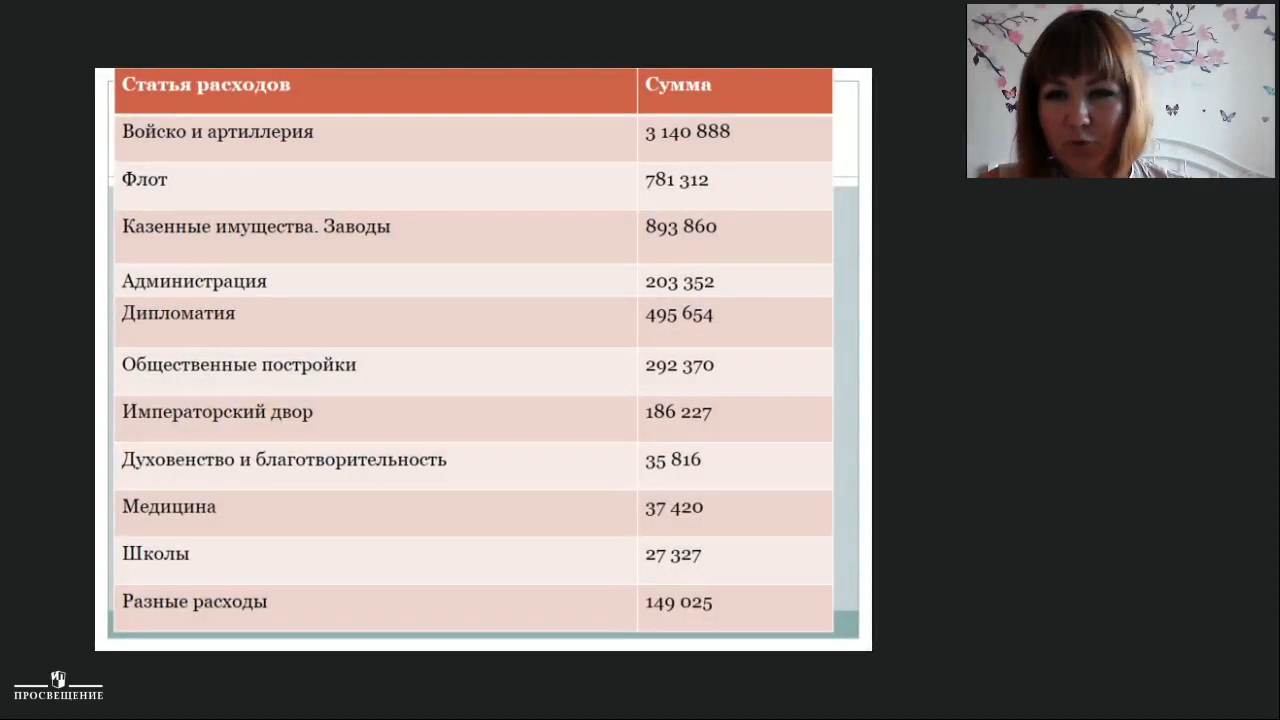 Статья расходов Сумма
Войско и артиллерия 3 140 888
Флот 781 312
Казенные имущества. Заводы 893 860
Администрация 203 352
Дипломатия 495 654
Общественные постройки 292 370
Императорский двор 186 227
Духовенство и благотворительность 35 816
Медицина 37 420
Школы 27 327
Разные расходы 149 025
ПРОСВЕЩЕНИЕ